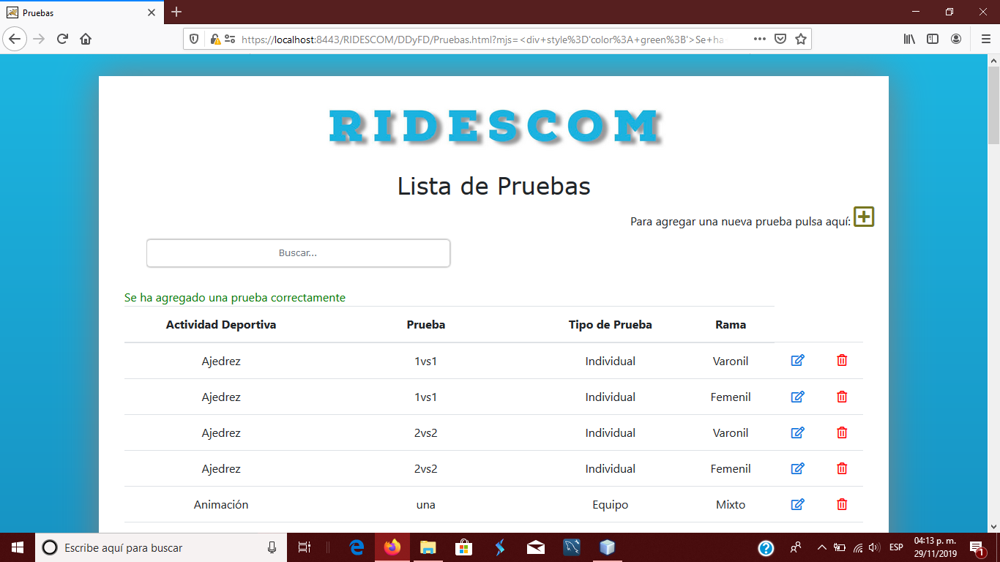 Pruebas
https://localhost:8443/RIDESCOM/DDyFD/Pruebas.html?mjs=<div+style%3D'color%3A+green%3B'>Se+ha
RIDESCOM
Lista de Pruebas
Para agregar una nueva prueba pulsa aquí:
Buscar...
Se ha agregado una prueba correctamente
Actividad Deportiva Prueba Tipo de Prueba Rama
Ajedrez 1vs1 Individual Varonil
Ajedrez 1vs1 Individual Femenil
Ajedrez 2vs2 Individual Varonil
Ajedrez 2vs2 Individual Femenil
Animación una Equipo Mixto
Escribe aquí para buscar
ESP
04:13 p. m.
29/11/2019
1